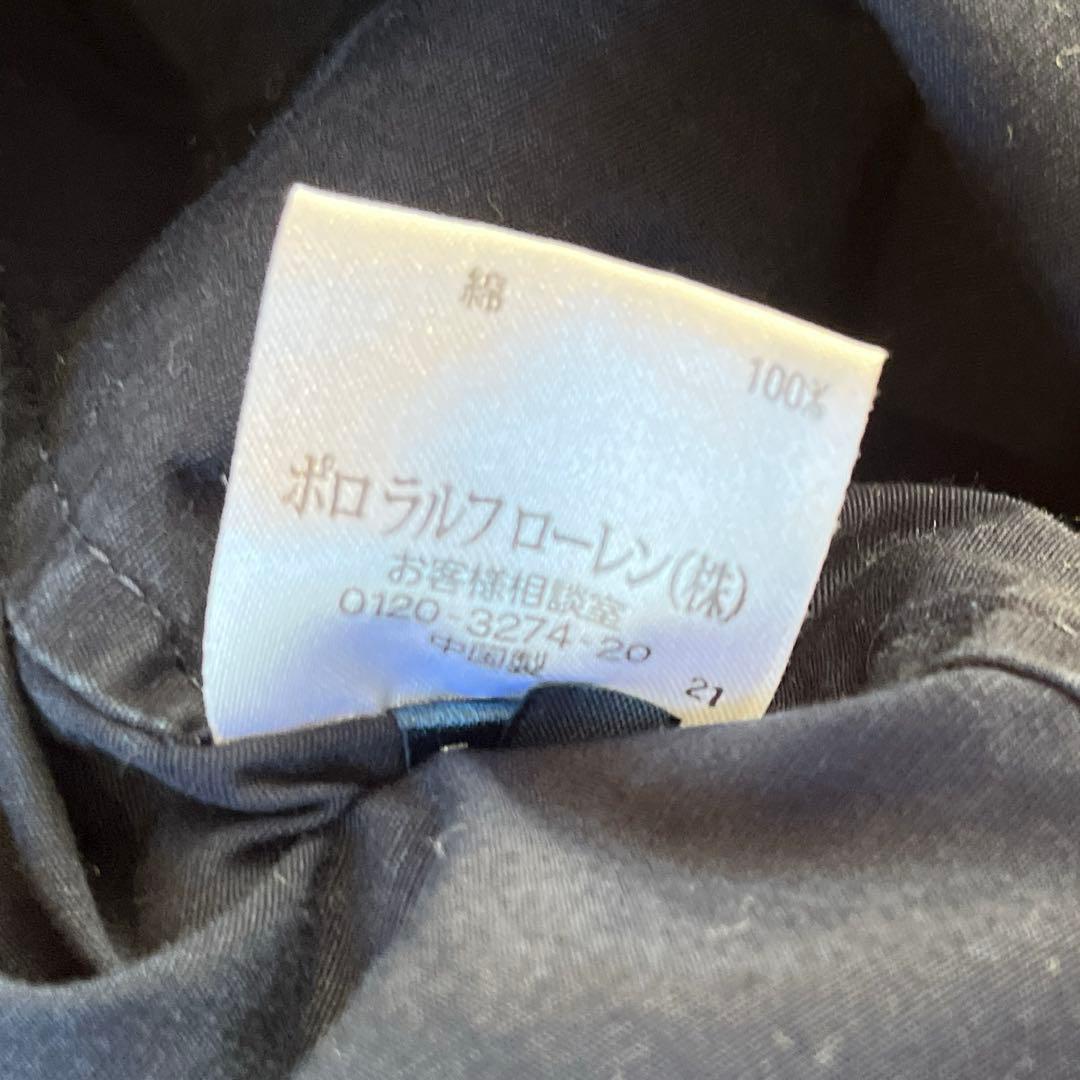 綿 100%
ポロ ラルフ ローレン(株)
お客様相談室
0120-3274-20
中国製
21